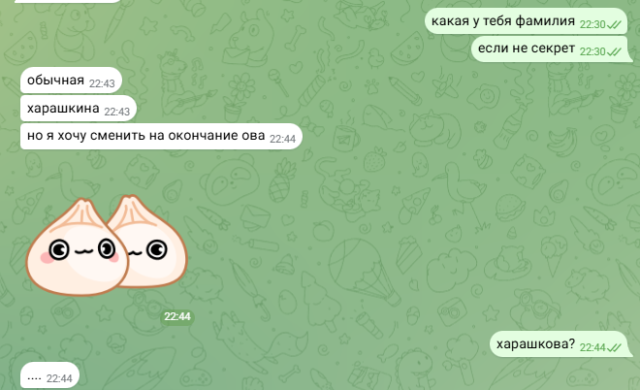 какая у тебя фамилия 22:30
если не секрет 22:30
обычная 22:43
харашкина 22:43
но я хочу сменить на окончание ова 22:44
22:44
харашкова? 22:44
.... 22:44